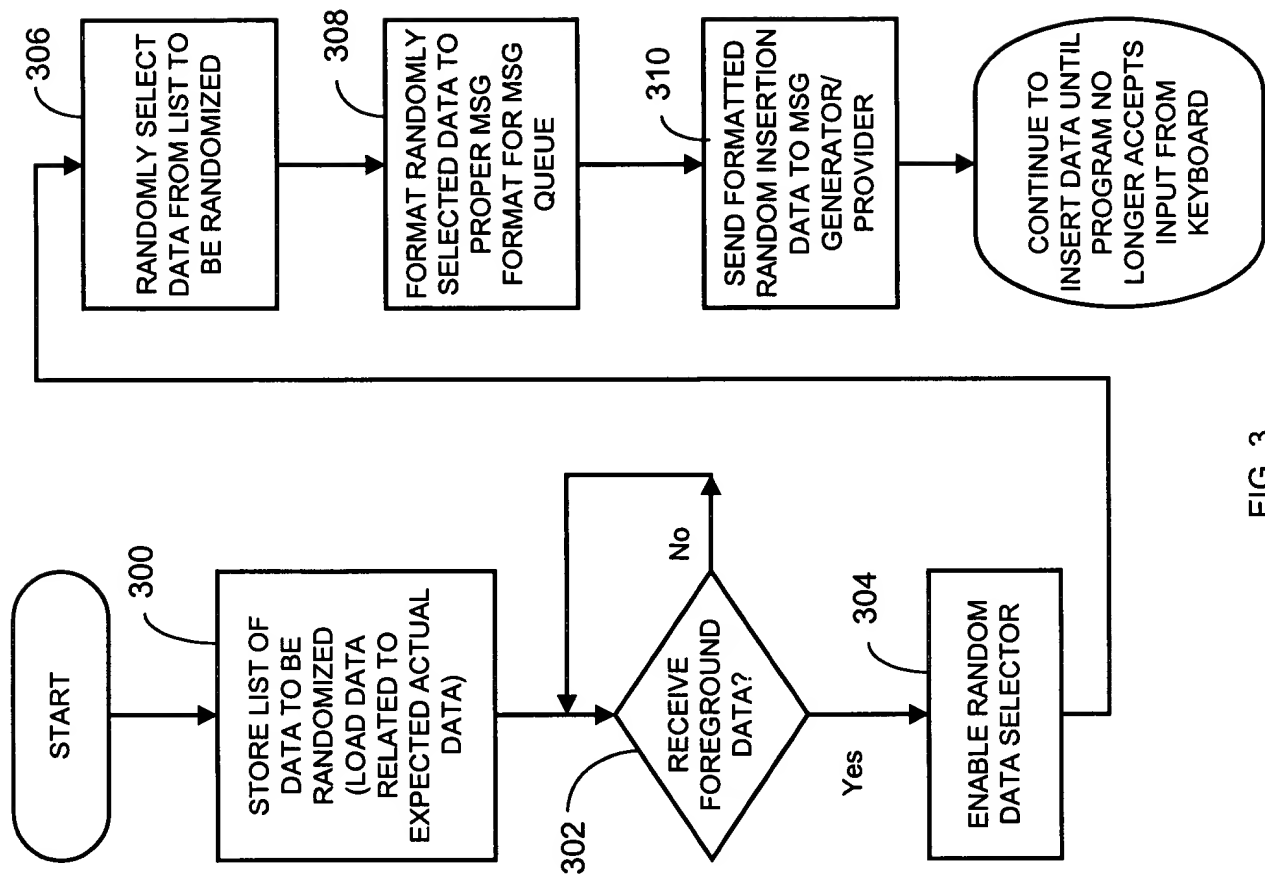 START
300
STORE LIST OF
DATA TO BE
RANDOMIZED
(LOAD DATA
RELATED TO
EXPECTED ACTUAL
DATA)
302
RECEIVE
FOREGROUND
DATA?
No
Yes
304
ENABLE RANDOM
DATA SELECTOR
306
RANDOMLY SELECT
DATA FROM LIST TO
BE RANDOMIZED
308
FORMAT RANDOMLY
SELECTED DATA TO
PROPER MSG
FORMAT FOR MSG
QUEUE
310
SEND FORMATTED
RANDOM INSERTION
DATA TO MSG
GENERATOR/
PROVIDER
CONTINUE TO
INSERT DATA UNTIL
PROGRAM NO
LONGER ACCEPTS
INPUT FROM
KEYBOARD
FIG. 3